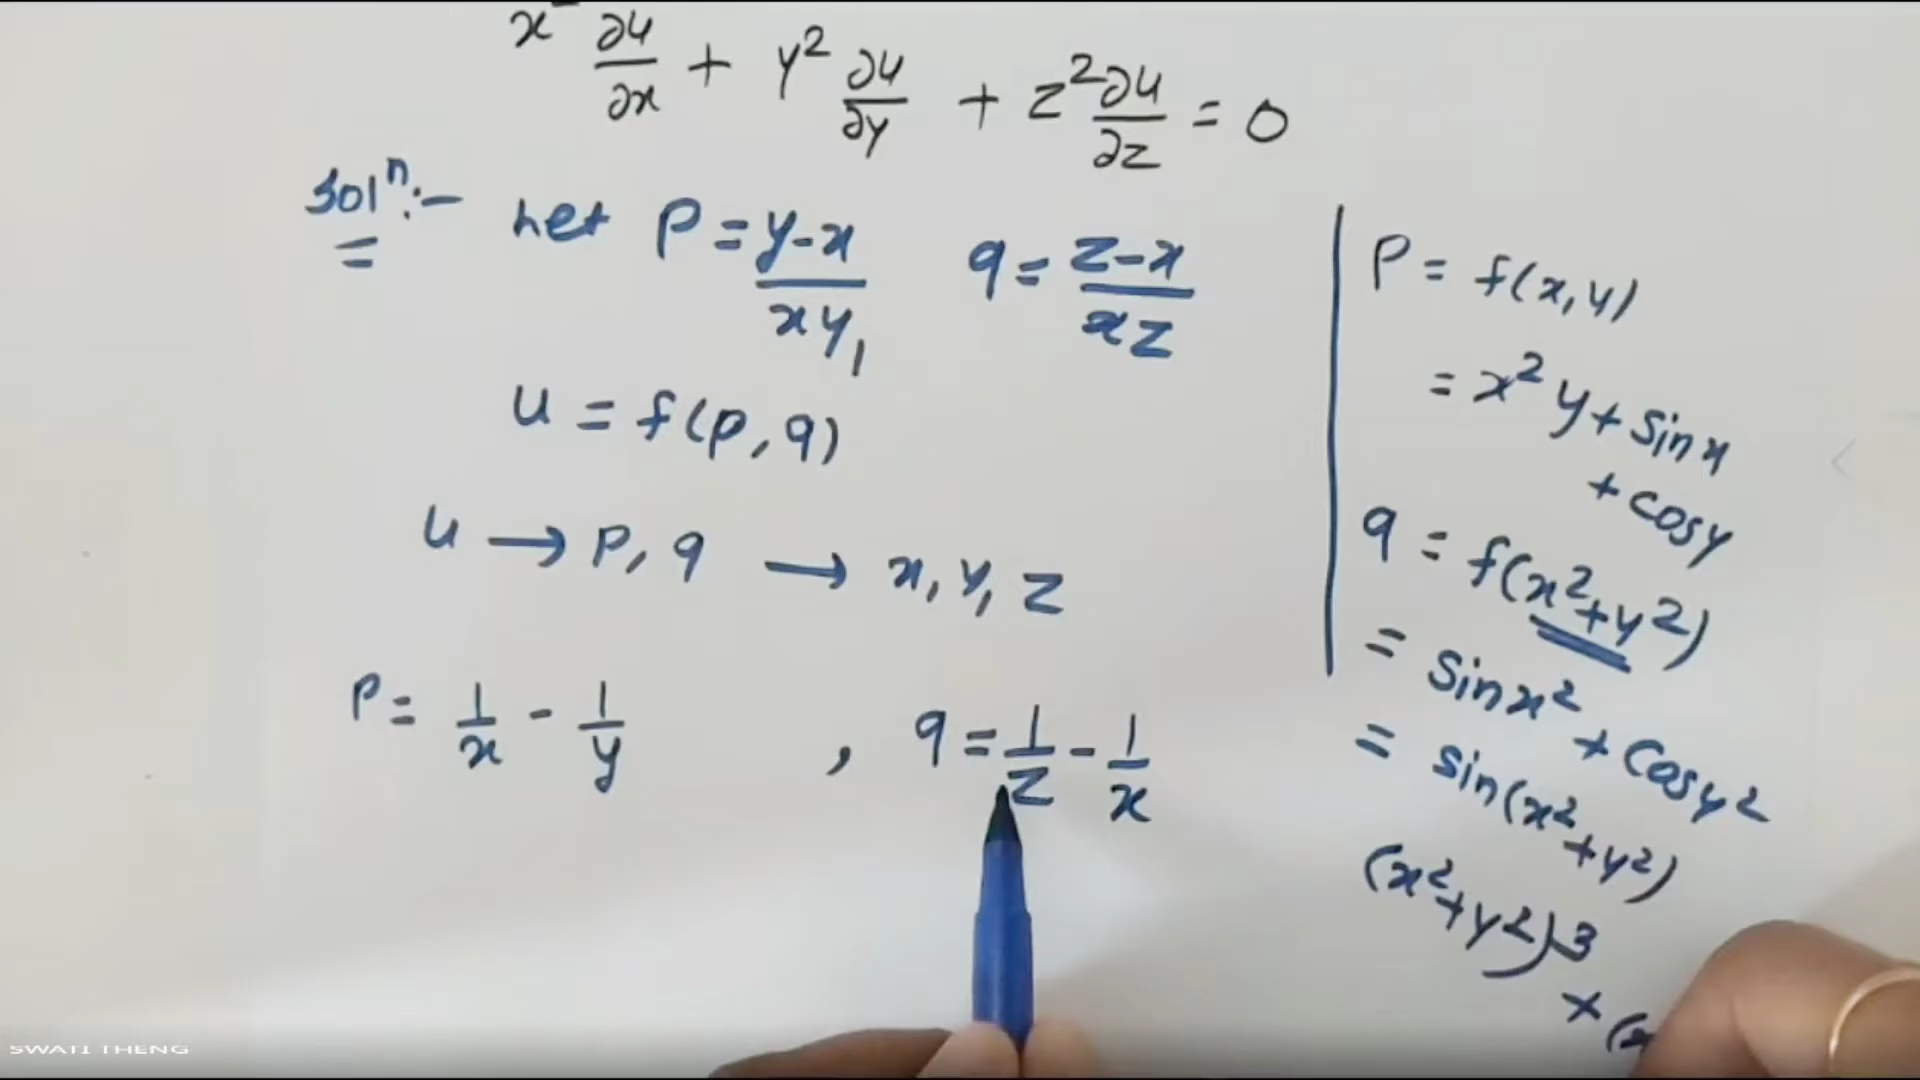 x² ∂u/∂x + y² ∂u/∂y + z² ∂u/∂z = 0
Solⁿ:- Let p = y-x/xy, q = z-x/xz
u = f(p, q)
u → p, q → x, y, z
p = 1/x - 1/y , q = 1/z - 1/x
p = f(x, y)
= x² y + sin x
+ cos y
q = f(x² + y²)
= sin x² + cos y²
= sin(x² + y²)
(x² + y²)³
SWATI THENG